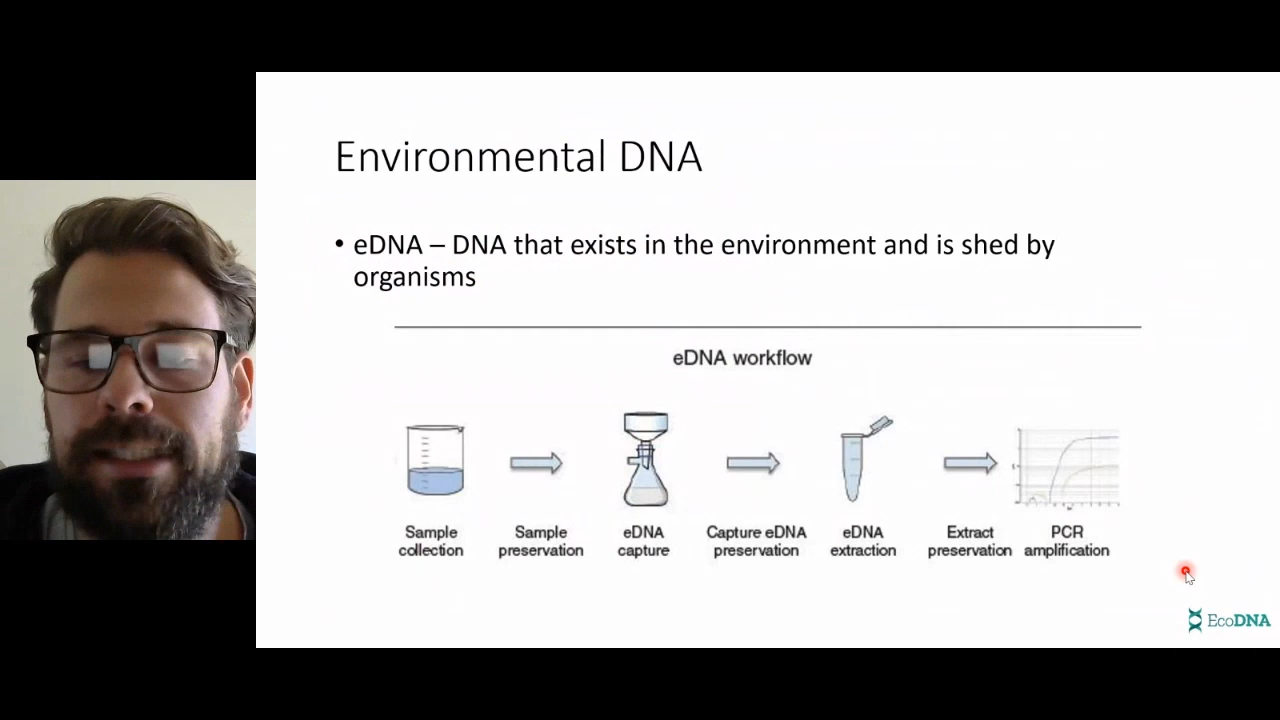 Environmental DNA
• eDNA – DNA that exists in the environment and is shed by
organisms
eDNA workflow
Sample
collection
Sample
preservation
eDNA
capture
Capture eDNA
preservation
eDNA
extraction
Extract
preservation
PCR
amplification
EcoDNA